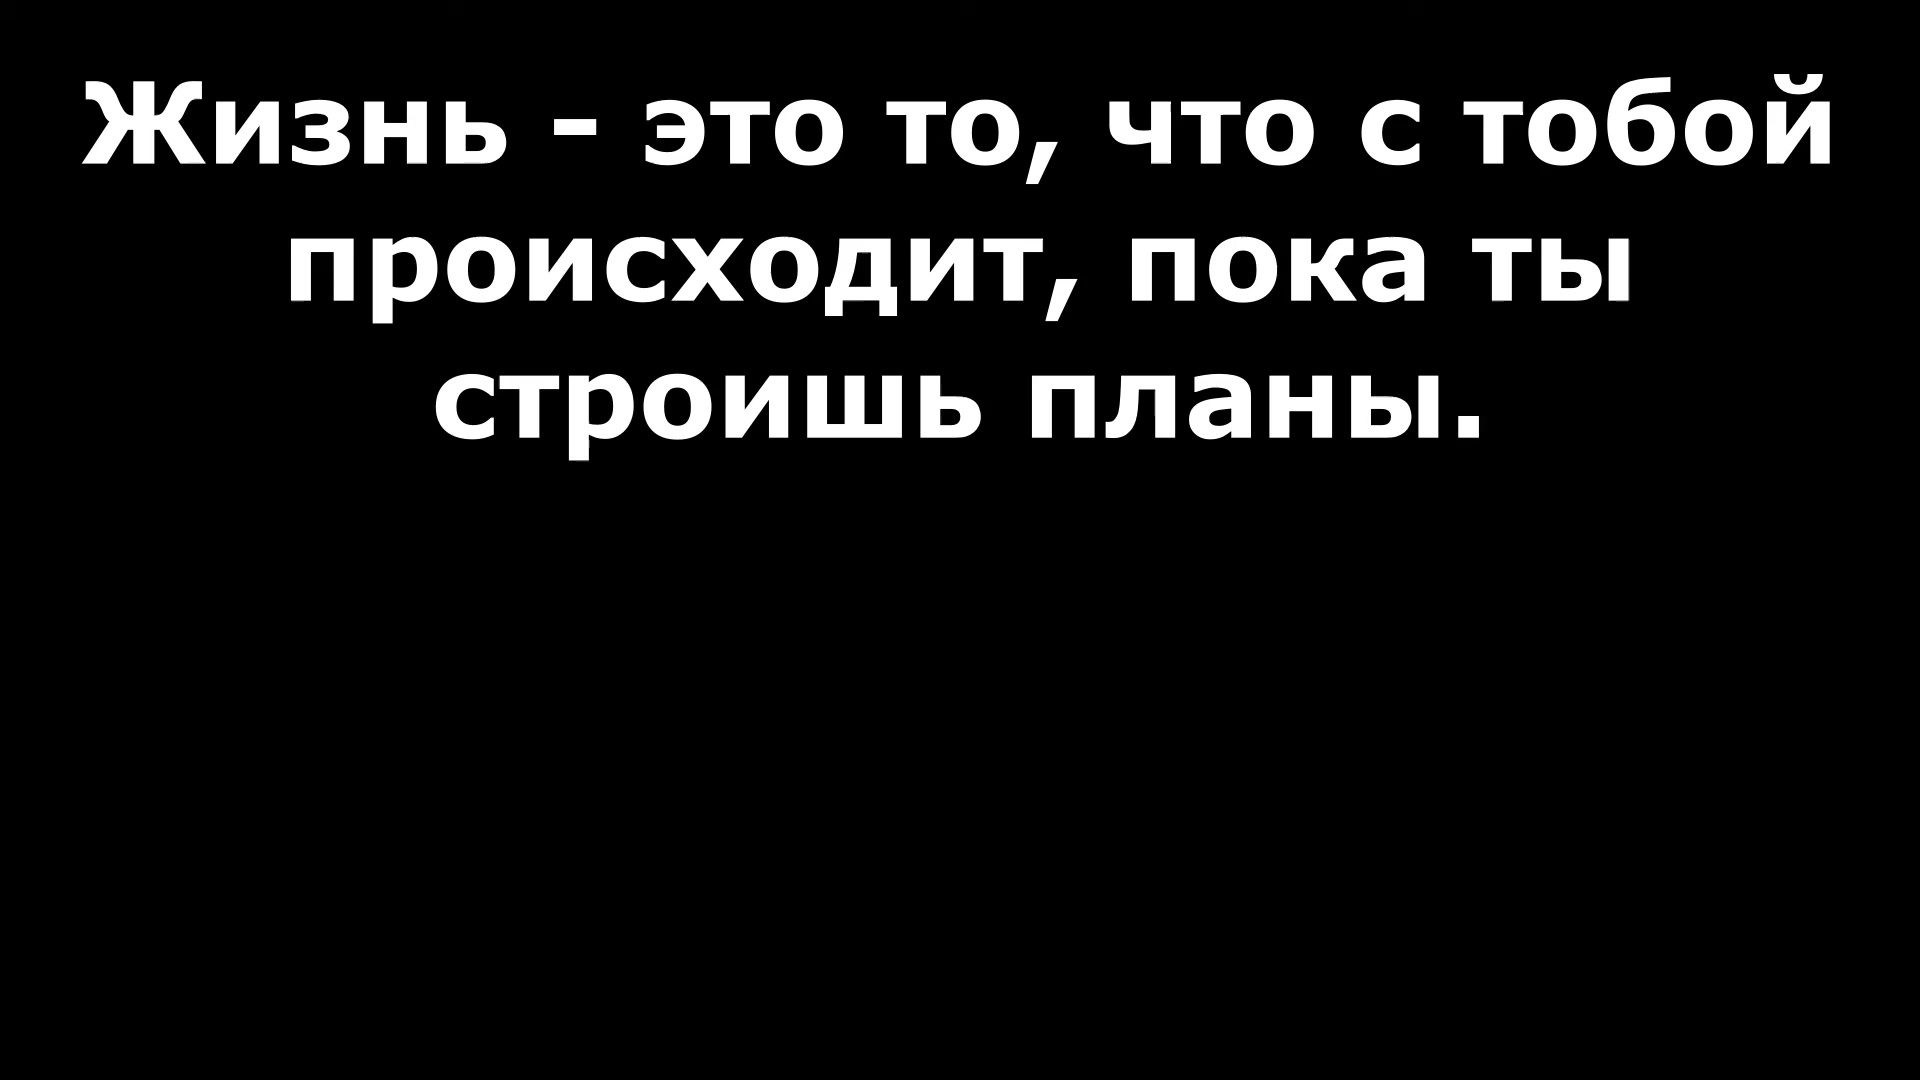 Жизнь - это то, что с тобой
происходит, пока ты
строишь планы.